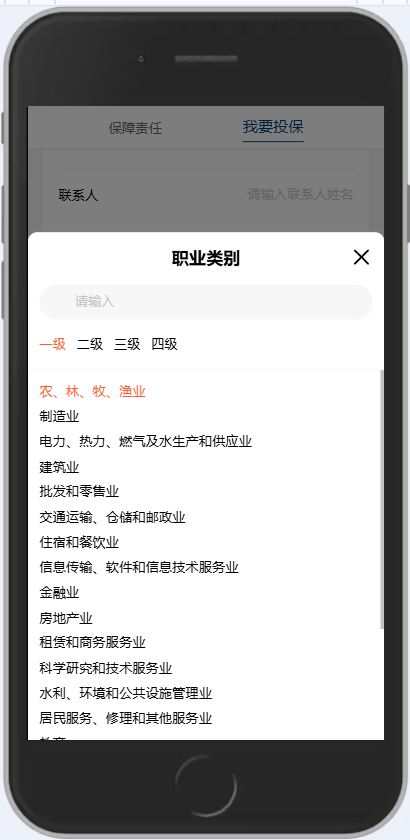 保障责任 我要投保
联系人 请输入联系人姓名
职业类别
请输入
一级 二级 三级 四级
农、林、牧、渔业
制造业
电力、热力、燃气及水生产和供应业
建筑业
批发和零售业
交通运输、仓储和邮政业
住宿和餐饮业
信息传输、软件和信息技术服务业
金融业
房地产业
租赁和商务服务业
科学研究和技术服务业
水利、环境和公共设施管理业
居民服务、修理和其他服务业